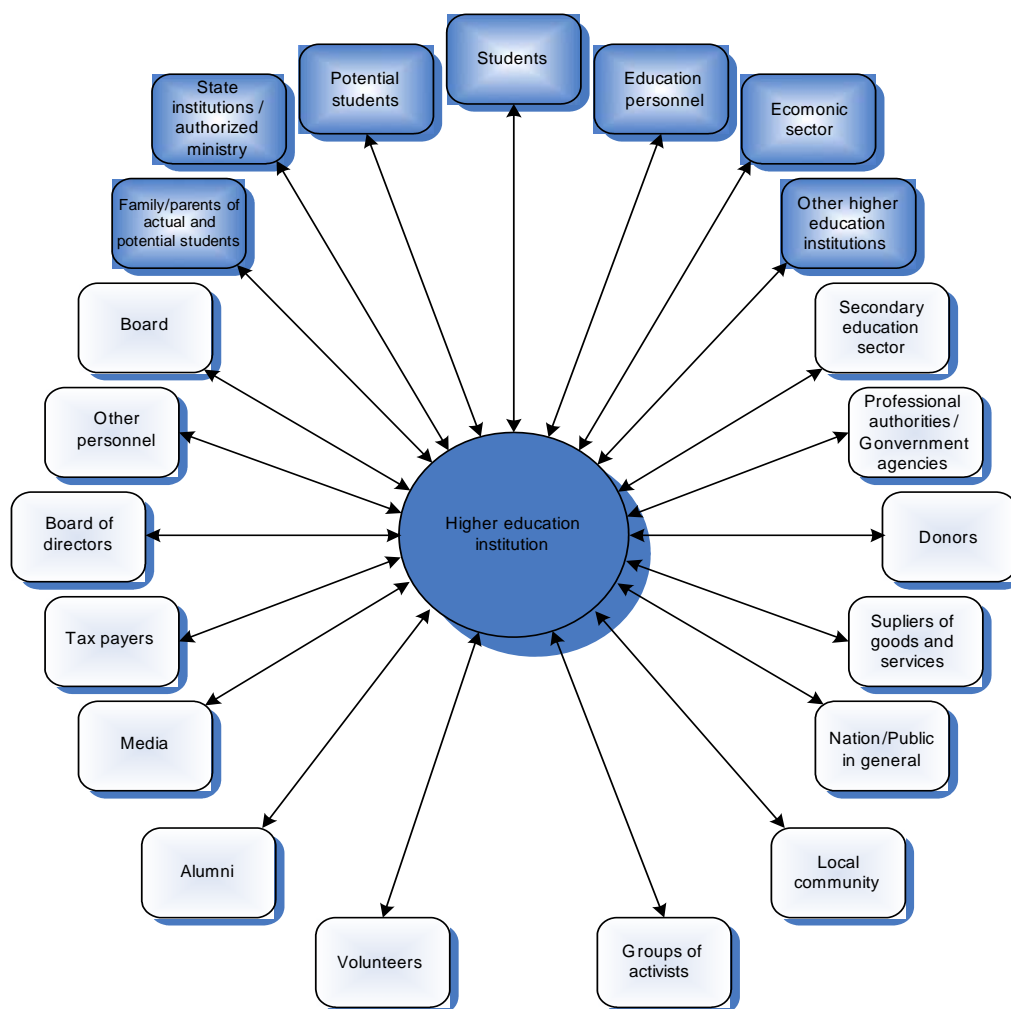 Students
Potential
students
Education
personnel
State
institutions /
authorized
ministry
Ecomonic
sector
Family/parents of
actual and
potential students
Other higher
education
institutions
Board
Secondary
education
sector
Other
personnel
Professional
authorities/
Gonvernment
agencies
Board of
directors
Higher education
institution
Donors
Tax payers
Supliers of
goods and
services
Media
Nation/Public
in general
Alumni
Local
community
Volunteers
Groups of
activists